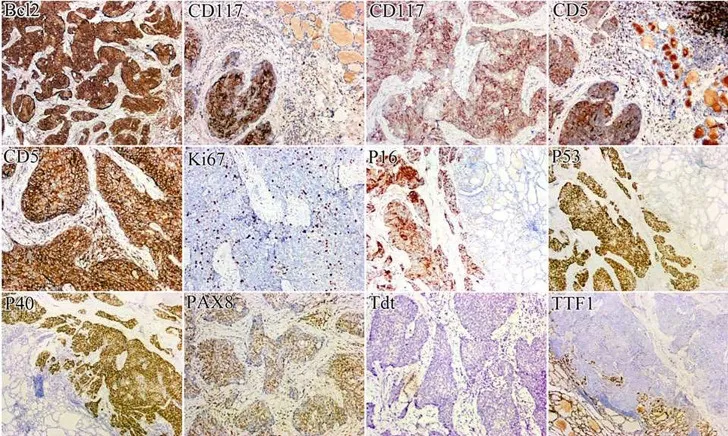 Bcl2
CD117
CD117
CD5
CD5
Ki67
P16
P53
P40
PAX8
Tdt
TTF1